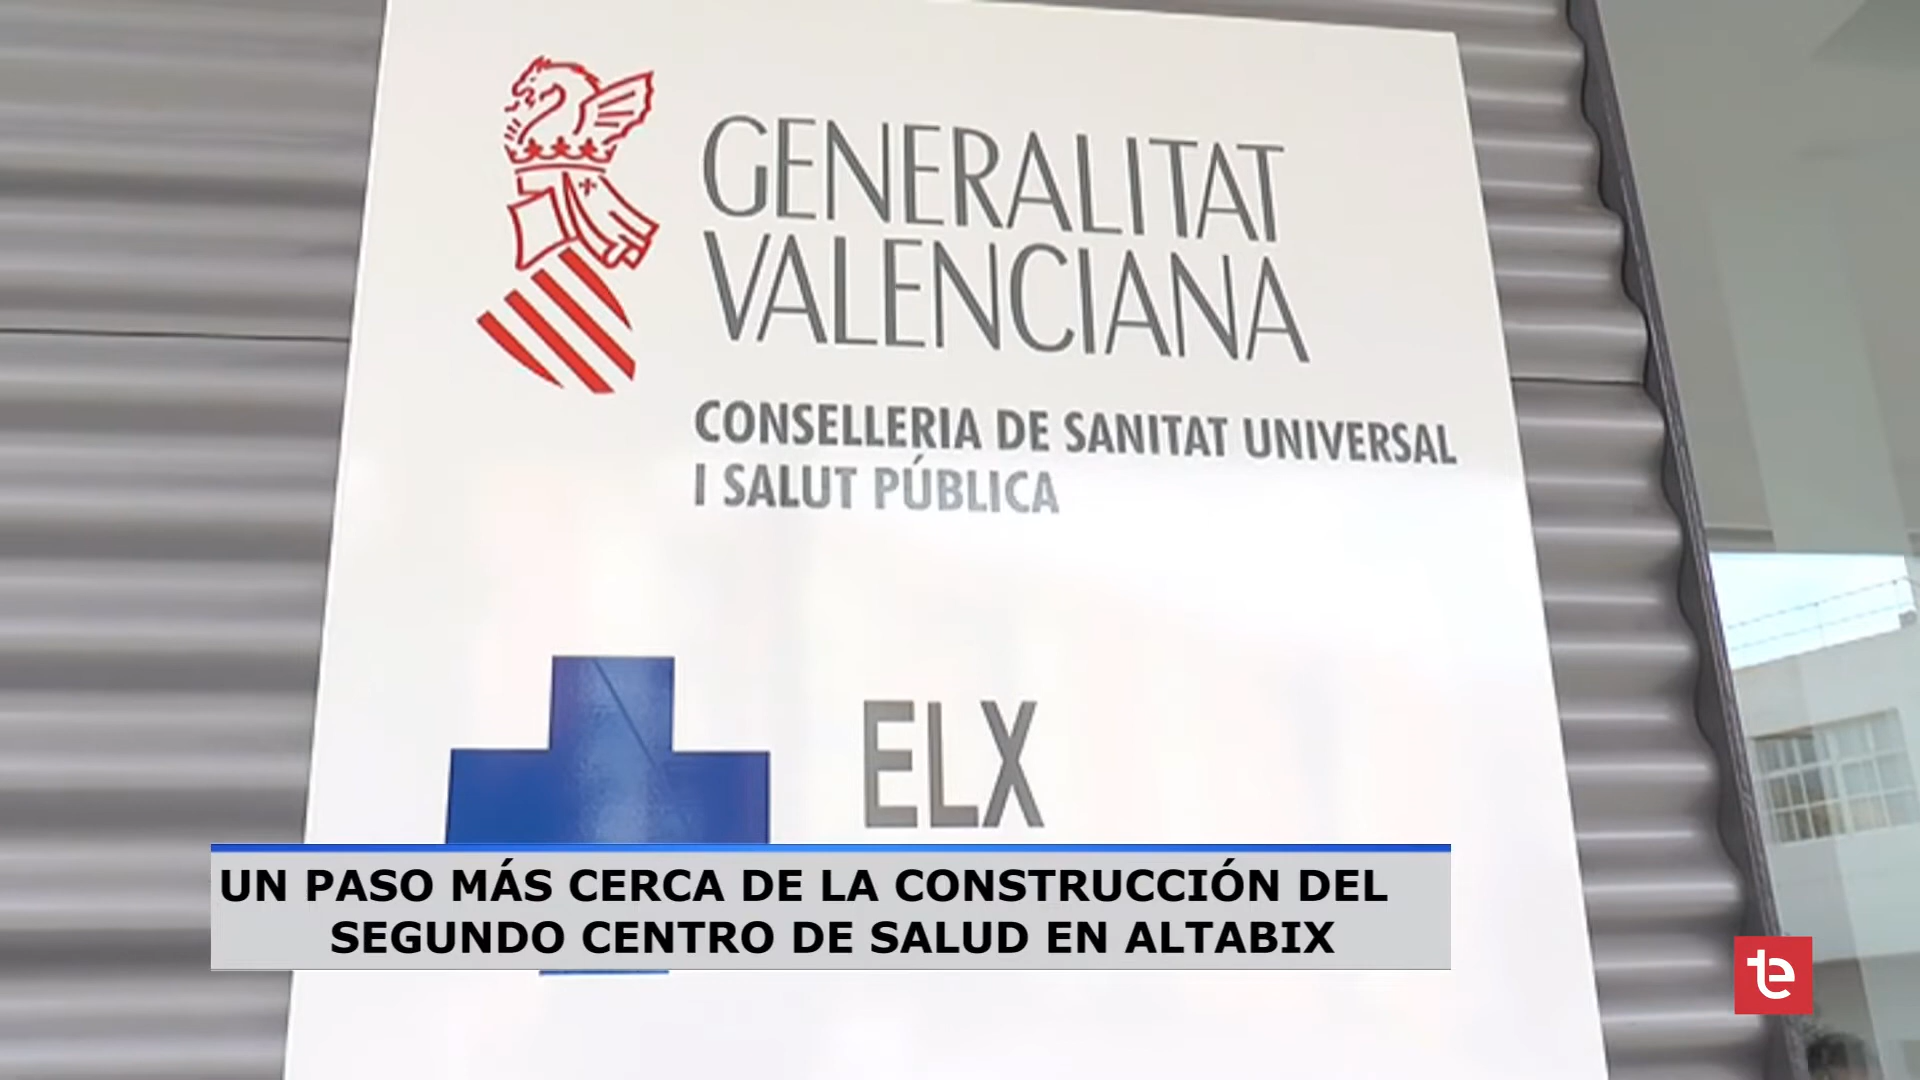 GENERALITAT
VALENCIANA
CONSELLERIA DE SANITAT UNIVERSAL
I SALUT PÚBLICA
ELX
UN PASO MÁS CERCA DE LA CONSTRUCCIÓN DEL
SEGUNDO CENTRO DE SALUD EN ALTABIX
te